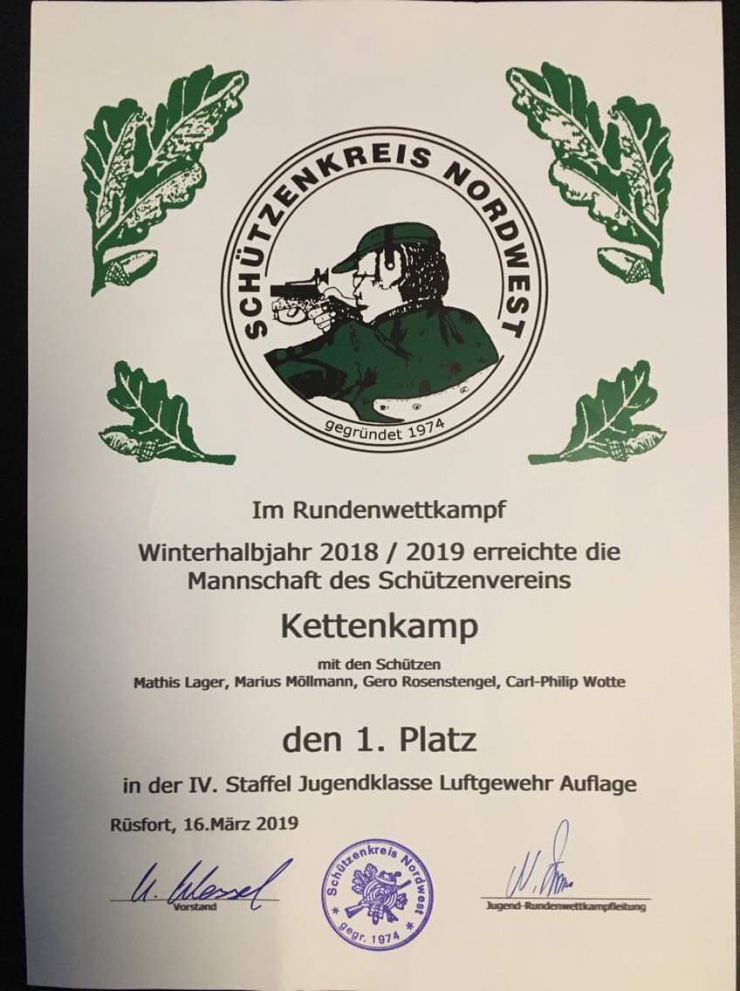 SCHÜTZENKREIS NORDWEST
gegründet 1974
Im Rundenwettkampf
Winterhalbjahr 2018 / 2019 erreichte die
Mannschaft des Schützenvereins
Kettenkamp
mit den Schützen
Mathis Lager, Marius Möllmann, Gero Rosenstengel, Carl-Philip Wotte
den 1. Platz
in der IV. Staffel Jugendklasse Luftgewehr Auflage
Rüsfort, 16.März 2019
Schützenkreis Nordwest
gegr. 1974
Vorstand
Jugend-Rundenwettkampfleitung